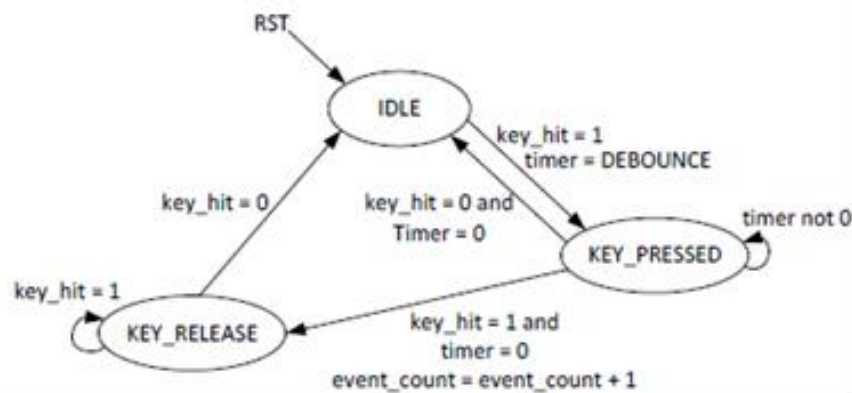 RST
IDLE
key_hit = 1
timer = DEBOUNCE
key_hit = 0
key_hit = 0 and
Timer = 0
timer not 0
KEY_PRESSED
key_hit = 1
KEY_RELEASE
key_hit = 1 and
timer = 0
event_count = event_count + 1